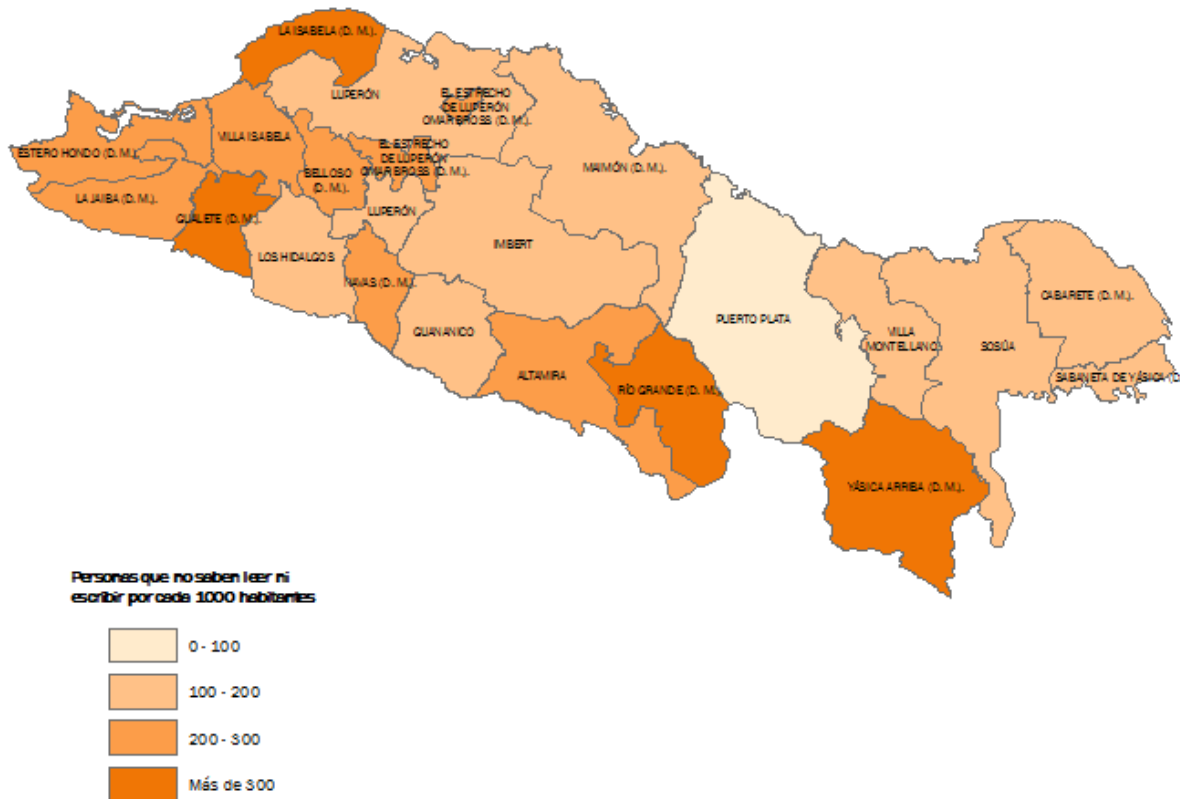 LA ISABELA (D. M.).
LUPERÓN
EL ESTRECHO
DE LUPERÓN
OMAR BROSS (D. M.).
VILLA ISABELA
EL ESTRECHO
DE LUPERÓN
OMAR BROSS (D. M.).
ESTERO HONDO (D. M.).
BELLOSO
(D. M.).
MAIMÓN (D. M.).
LA JAIBA (D. M.).
GUALETE (D. M.).
LUPERÓN
IMBERT
LOS HIDALGOS
NAVAS (D. M.).
CABARETE (D. M.).
PUERTO PLATA
GUANANICO
VILLA
MONTELLANO
SOSÚA
ALTAMIRA
SABANETA DE YÁSICA (D
RÍO GRANDE (D. M.).
YÁSICA ARRIBA (D. M.).
Personas que no saben leer ni
escribir por cada 1000 habitantes
0 - 100
100 - 200
200 - 300
Más de 300